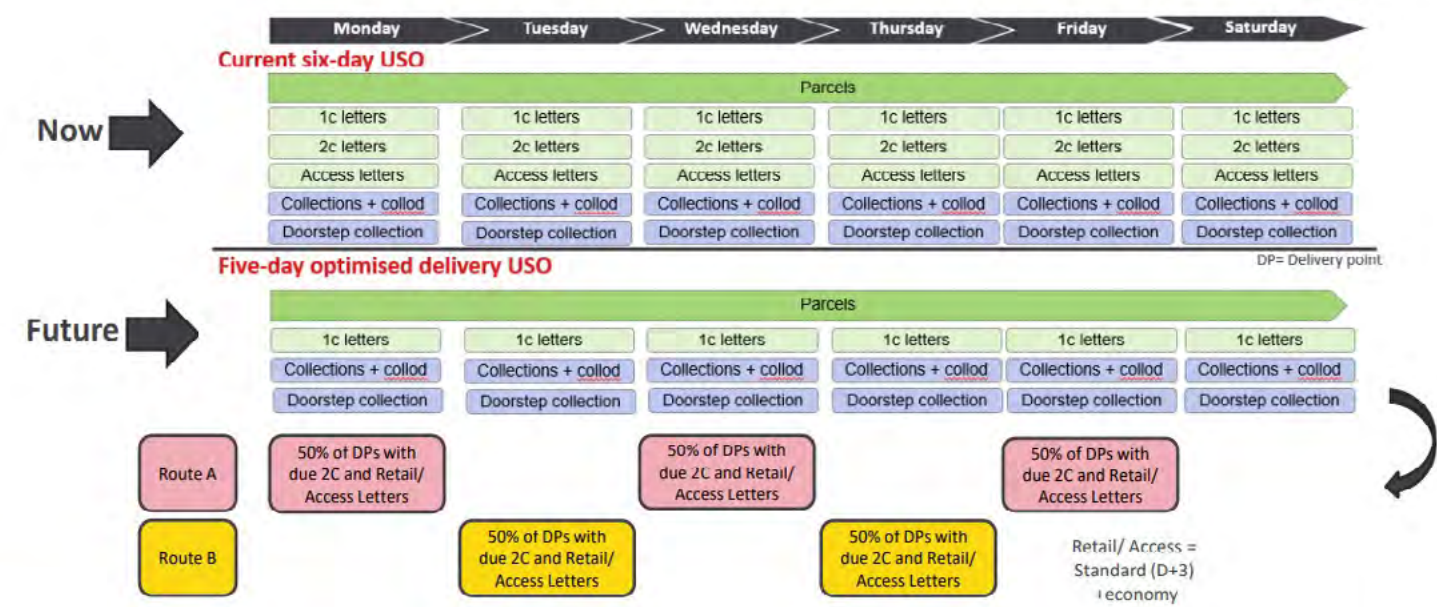 Monday Tuesday Wednesday Thursday Friday Saturday
Current six-day USO
Now
Parcels
1c letters 1c letters 1c letters 1c letters 1c letters 1c letters
2c letters 2c letters 2c letters 2c letters 2c letters 2c letters
Access letters Access letters Access letters Access letters Access letters Access letters
Collections + collod Collections + collod Collections + collod Collections + collod Collections + collod Collections + collod
Doorstep collection Doorstep collection Doorstep collection Doorstep collection Doorstep collection Doorstep collection
DP= Delivery point
Five-day optimised delivery USO
Future
Parcels
1c letters 1c letters 1c letters 1c letters 1c letters 1c letters
Collections + collod Collections + collod Collections + collod Collections + collod Collections + collod Collections + collod
Doorstep collection Doorstep collection Doorstep collection Doorstep collection Doorstep collection Doorstep collection
Route A
50% of DPs with
due 2C and Retail/
Access Letters
50% of DPs with
due 2C and Retail/
Access Letters
50% of DPs with
due 2C and Retail/
Access Letters
Route B
50% of DPs with
due 2C and Retail/
Access Letters
50% of DPs with
due 2C and Retail/
Access Letters
Retail/ Access =
Standard (D+3)
+economy